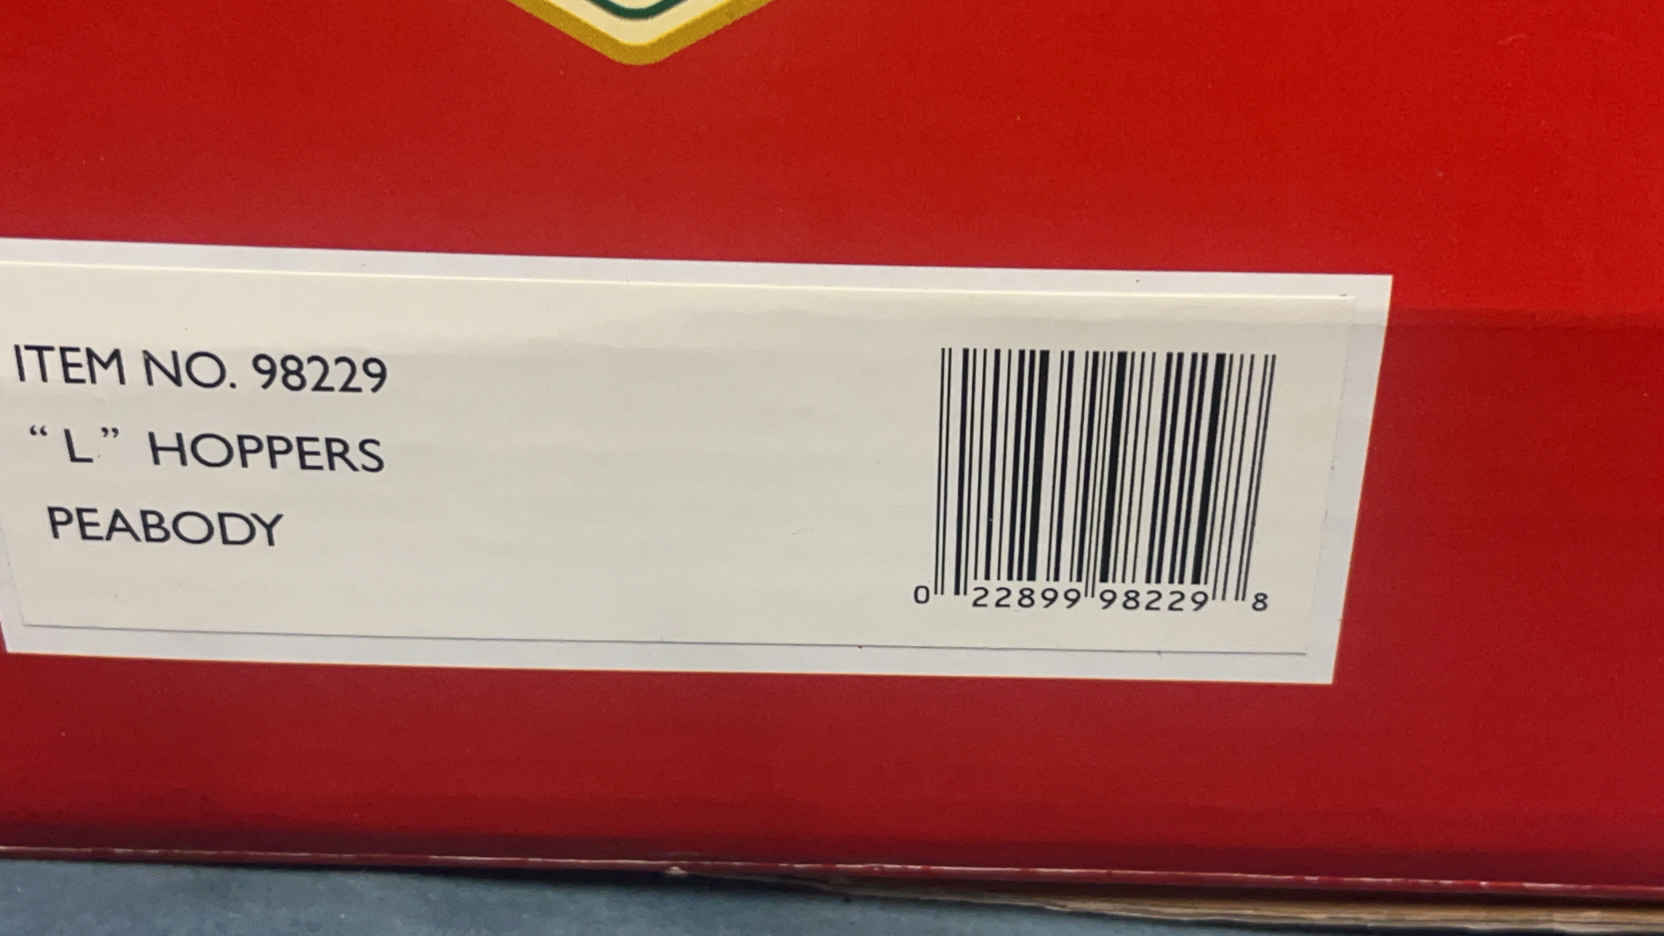 ITEM NO. 98229
“L” HOPPERS
PEABODY
0 22899 98229 8